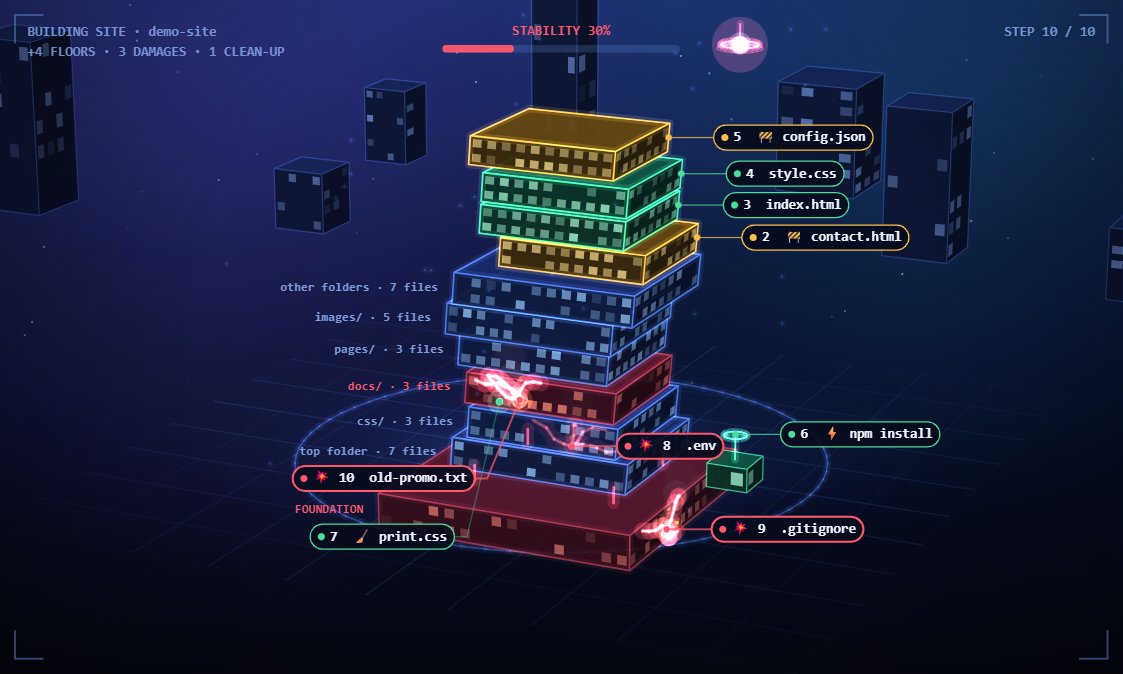 BUILDING SITE · demo-site
+4 FLOORS · 3 DAMAGES · 1 CLEAN-UP
STABILITY 30%
STEP 10 / 10
5 🚧 config.json
4 style.css
3 index.html
2 🚧 contact.html
other folders · 7 files
images/ · 5 files
pages/ · 3 files
docs/ · 3 files
css/ · 3 files
top folder · 7 files
6 ⚡ npm install
8 .env
10 old-promo.txt
FOUNDATION
9 .gitignore
7 print.css